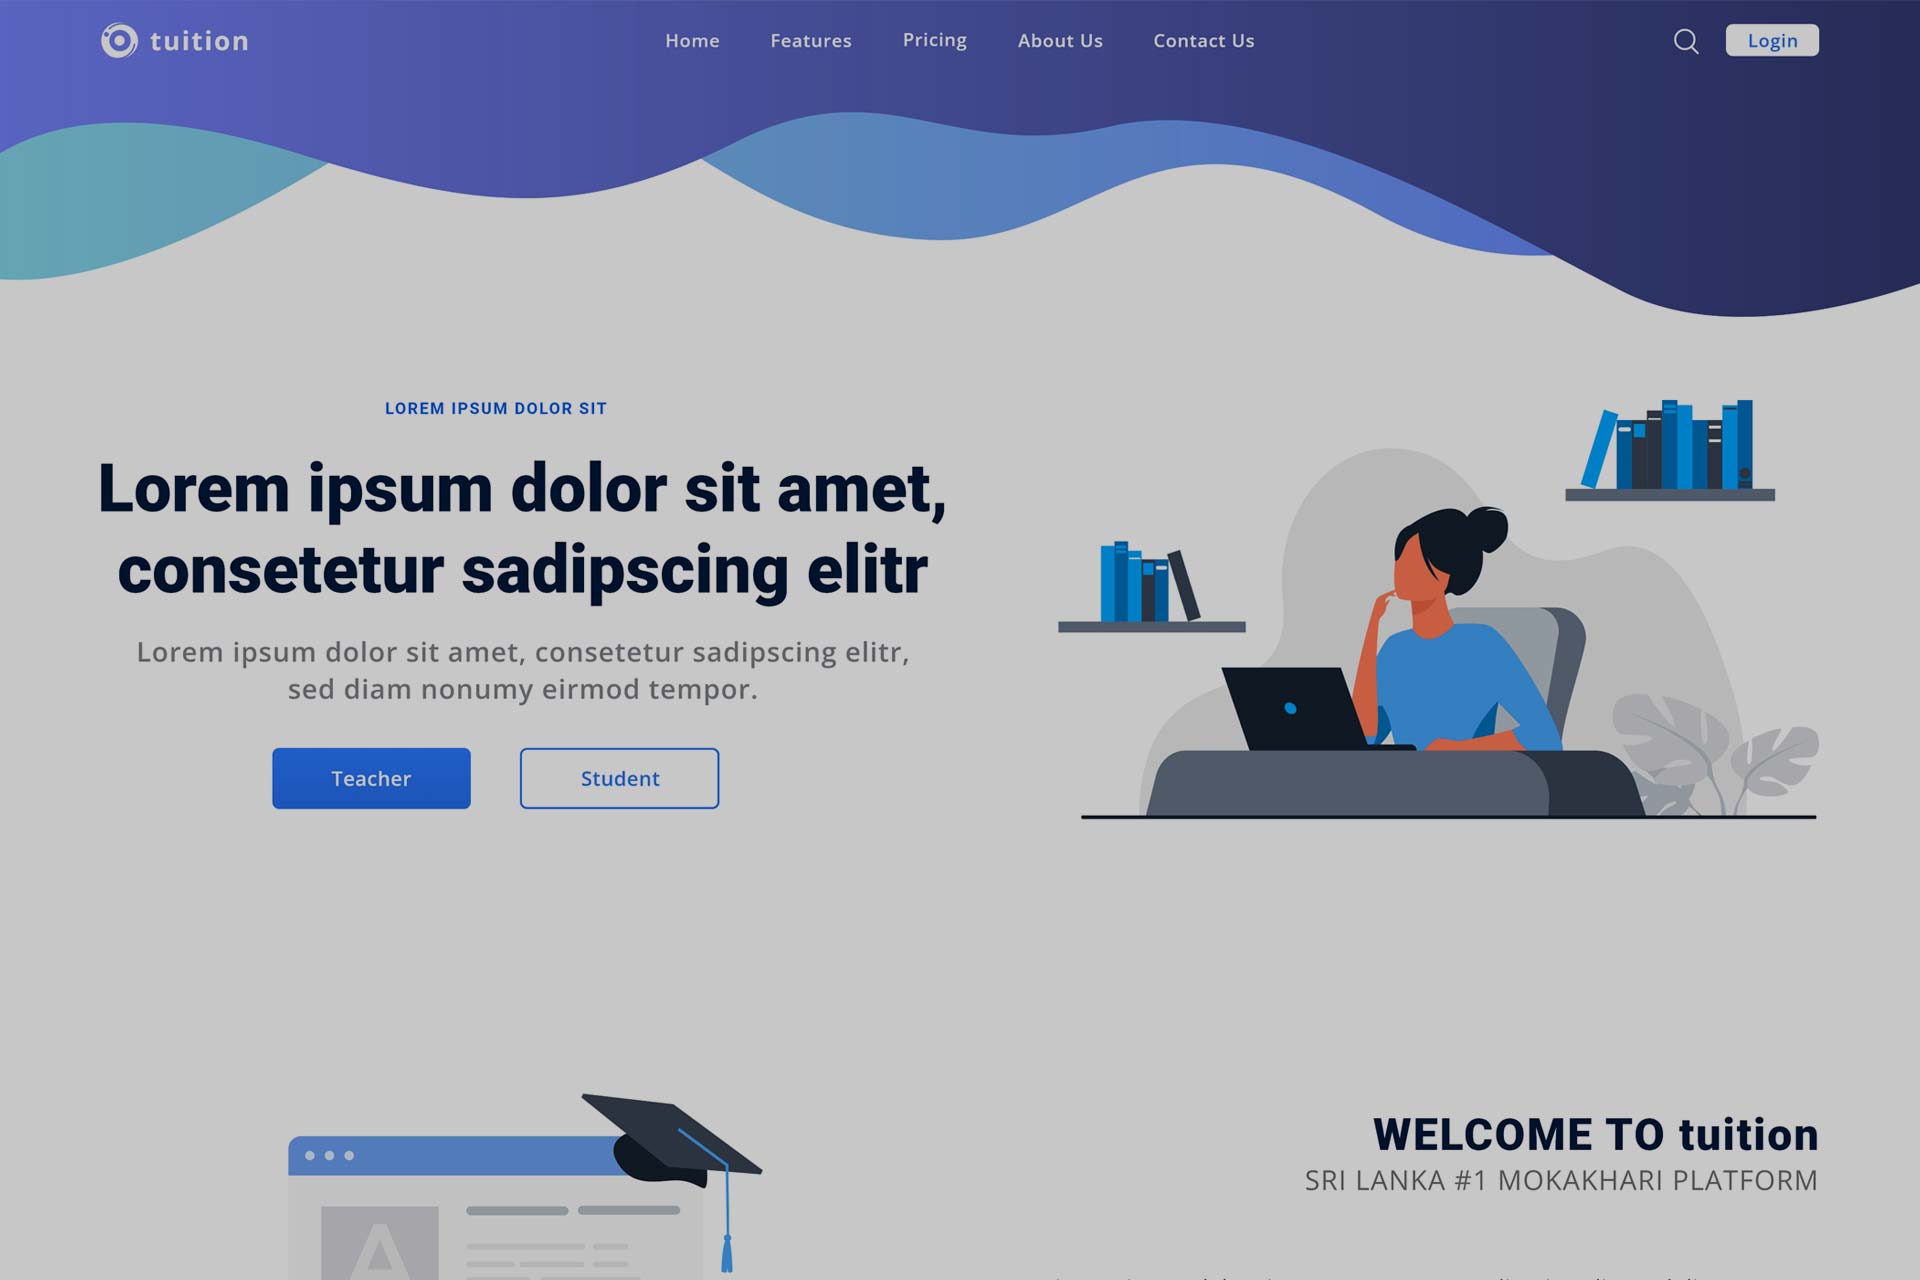 tuition
Home
Features
Pricing
About Us
Contact Us
Login
LOREM IPSUM DOLOR SIT
Lorem ipsum dolor sit amet,
consetetur sadipscing elitr
Lorem ipsum dolor sit amet, consetetur sadipscing elitr,
sed diam nonumy eirmod tempor.
Teacher
Student
WELCOME TO tuition
SRI LANKA #1 MOKAKHARI PLATFORM
A